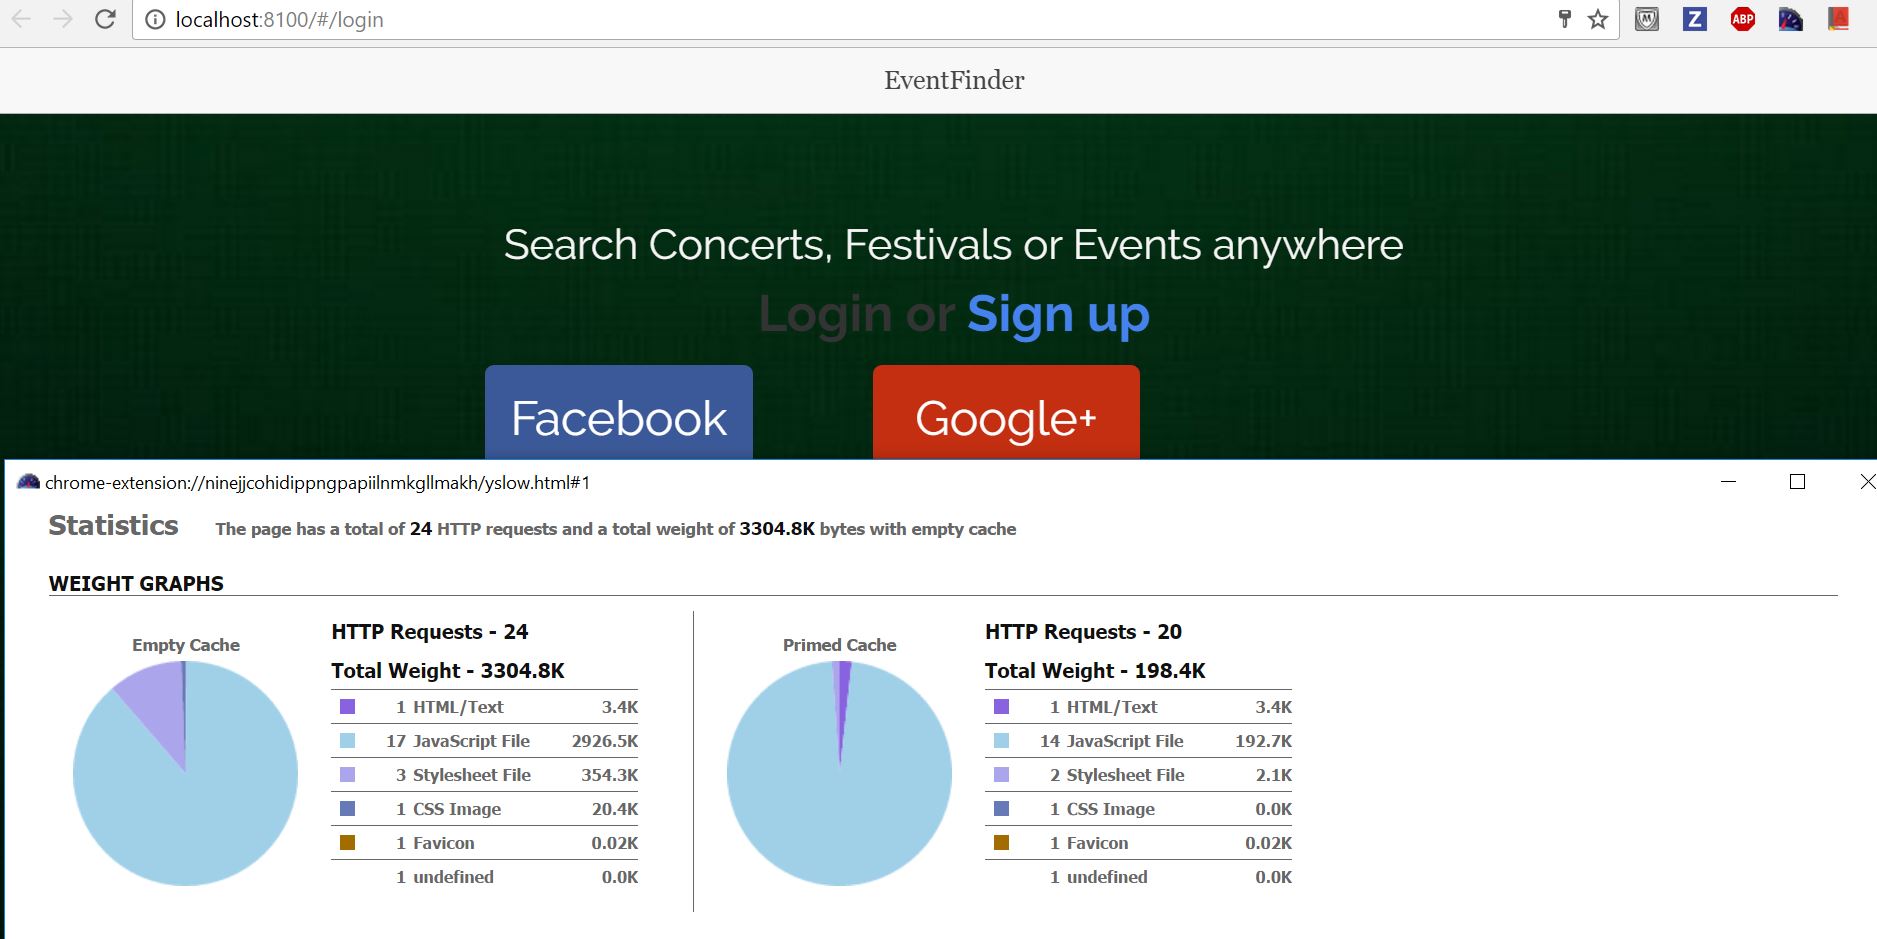 localhost:8100/#/login
Z
ABP
A
EventFinder
Search Concerts, Festivals or Events anywhere
Login or Sign up
Facebook
Google+
chrome-extension://ninejjcohidippngpapiilnmkgllmakh/yslow.html#1
Statistics The page has a total of 24 HTTP requests and a total weight of 3304.8K bytes with empty cache
WEIGHT GRAPHS
Empty Cache
HTTP Requests - 24
Total Weight - 3304.8K
1 HTML/Text 3.4K
17 JavaScript File 2926.5K
3 Stylesheet File 354.3K
1 CSS Image 20.4K
1 Favicon 0.02K
1 undefined 0.0K
Primed Cache
HTTP Requests - 20
Total Weight - 198.4K
1 HTML/Text 3.4K
14 JavaScript File 192.7K
2 Stylesheet File 2.1K
1 CSS Image 0.0K
1 Favicon 0.02K
1 undefined 0.0K